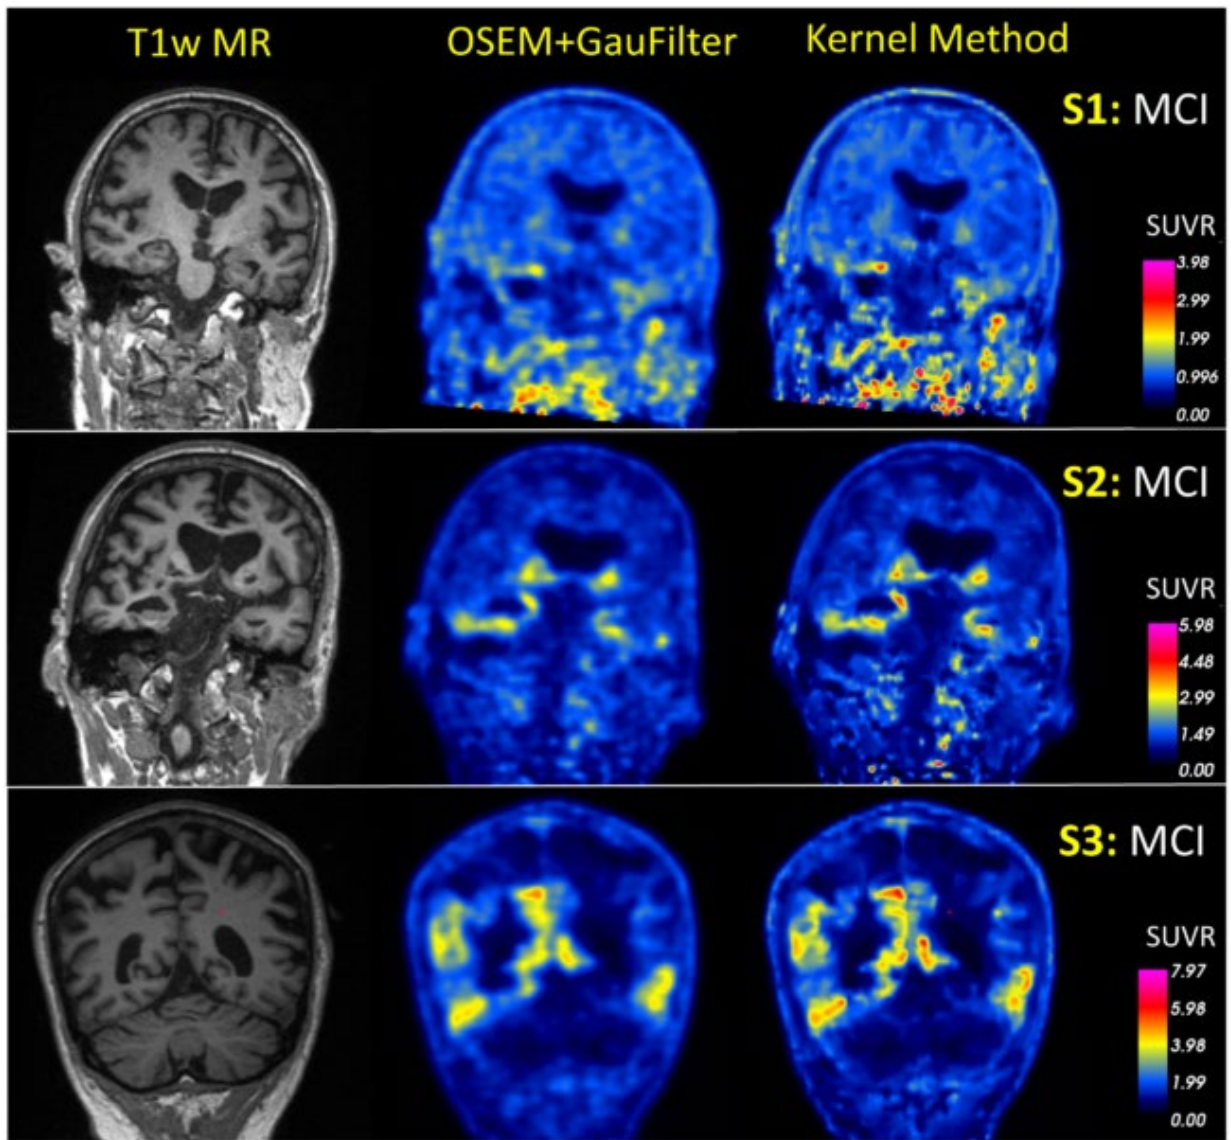 T1w MR OSEM+GauFilter Kernel Method
S1: MCI
SUVR
3.98
2.99
1.99
0.996
0.00
S2: MCI
SUVR
5.98
4.48
2.99
1.49
0.00
S3: MCI
SUVR
7.97
5.98
3.98
1.99
0.00